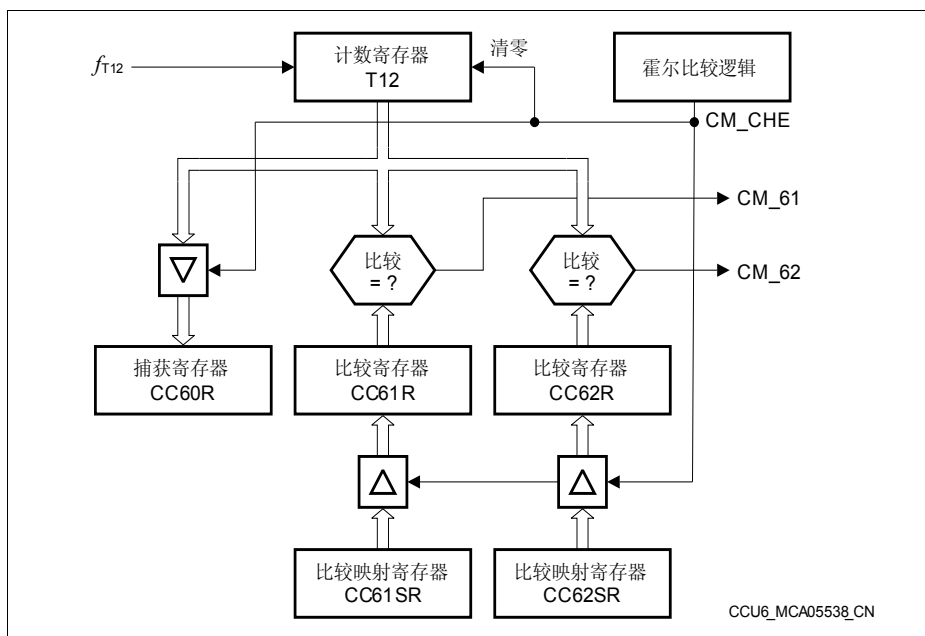 fT12
计数寄存器
T12
清零
霍尔比较逻辑
CM_CHE
CM_61
比较
= ?
比较
= ?
CM_62
捕获寄存器
CC60R
比较寄存器
CC61R
比较寄存器
CC62R
比较映射寄存器
CC61SR
比较映射寄存器
CC62SR
CCU6_MCA05538_CN